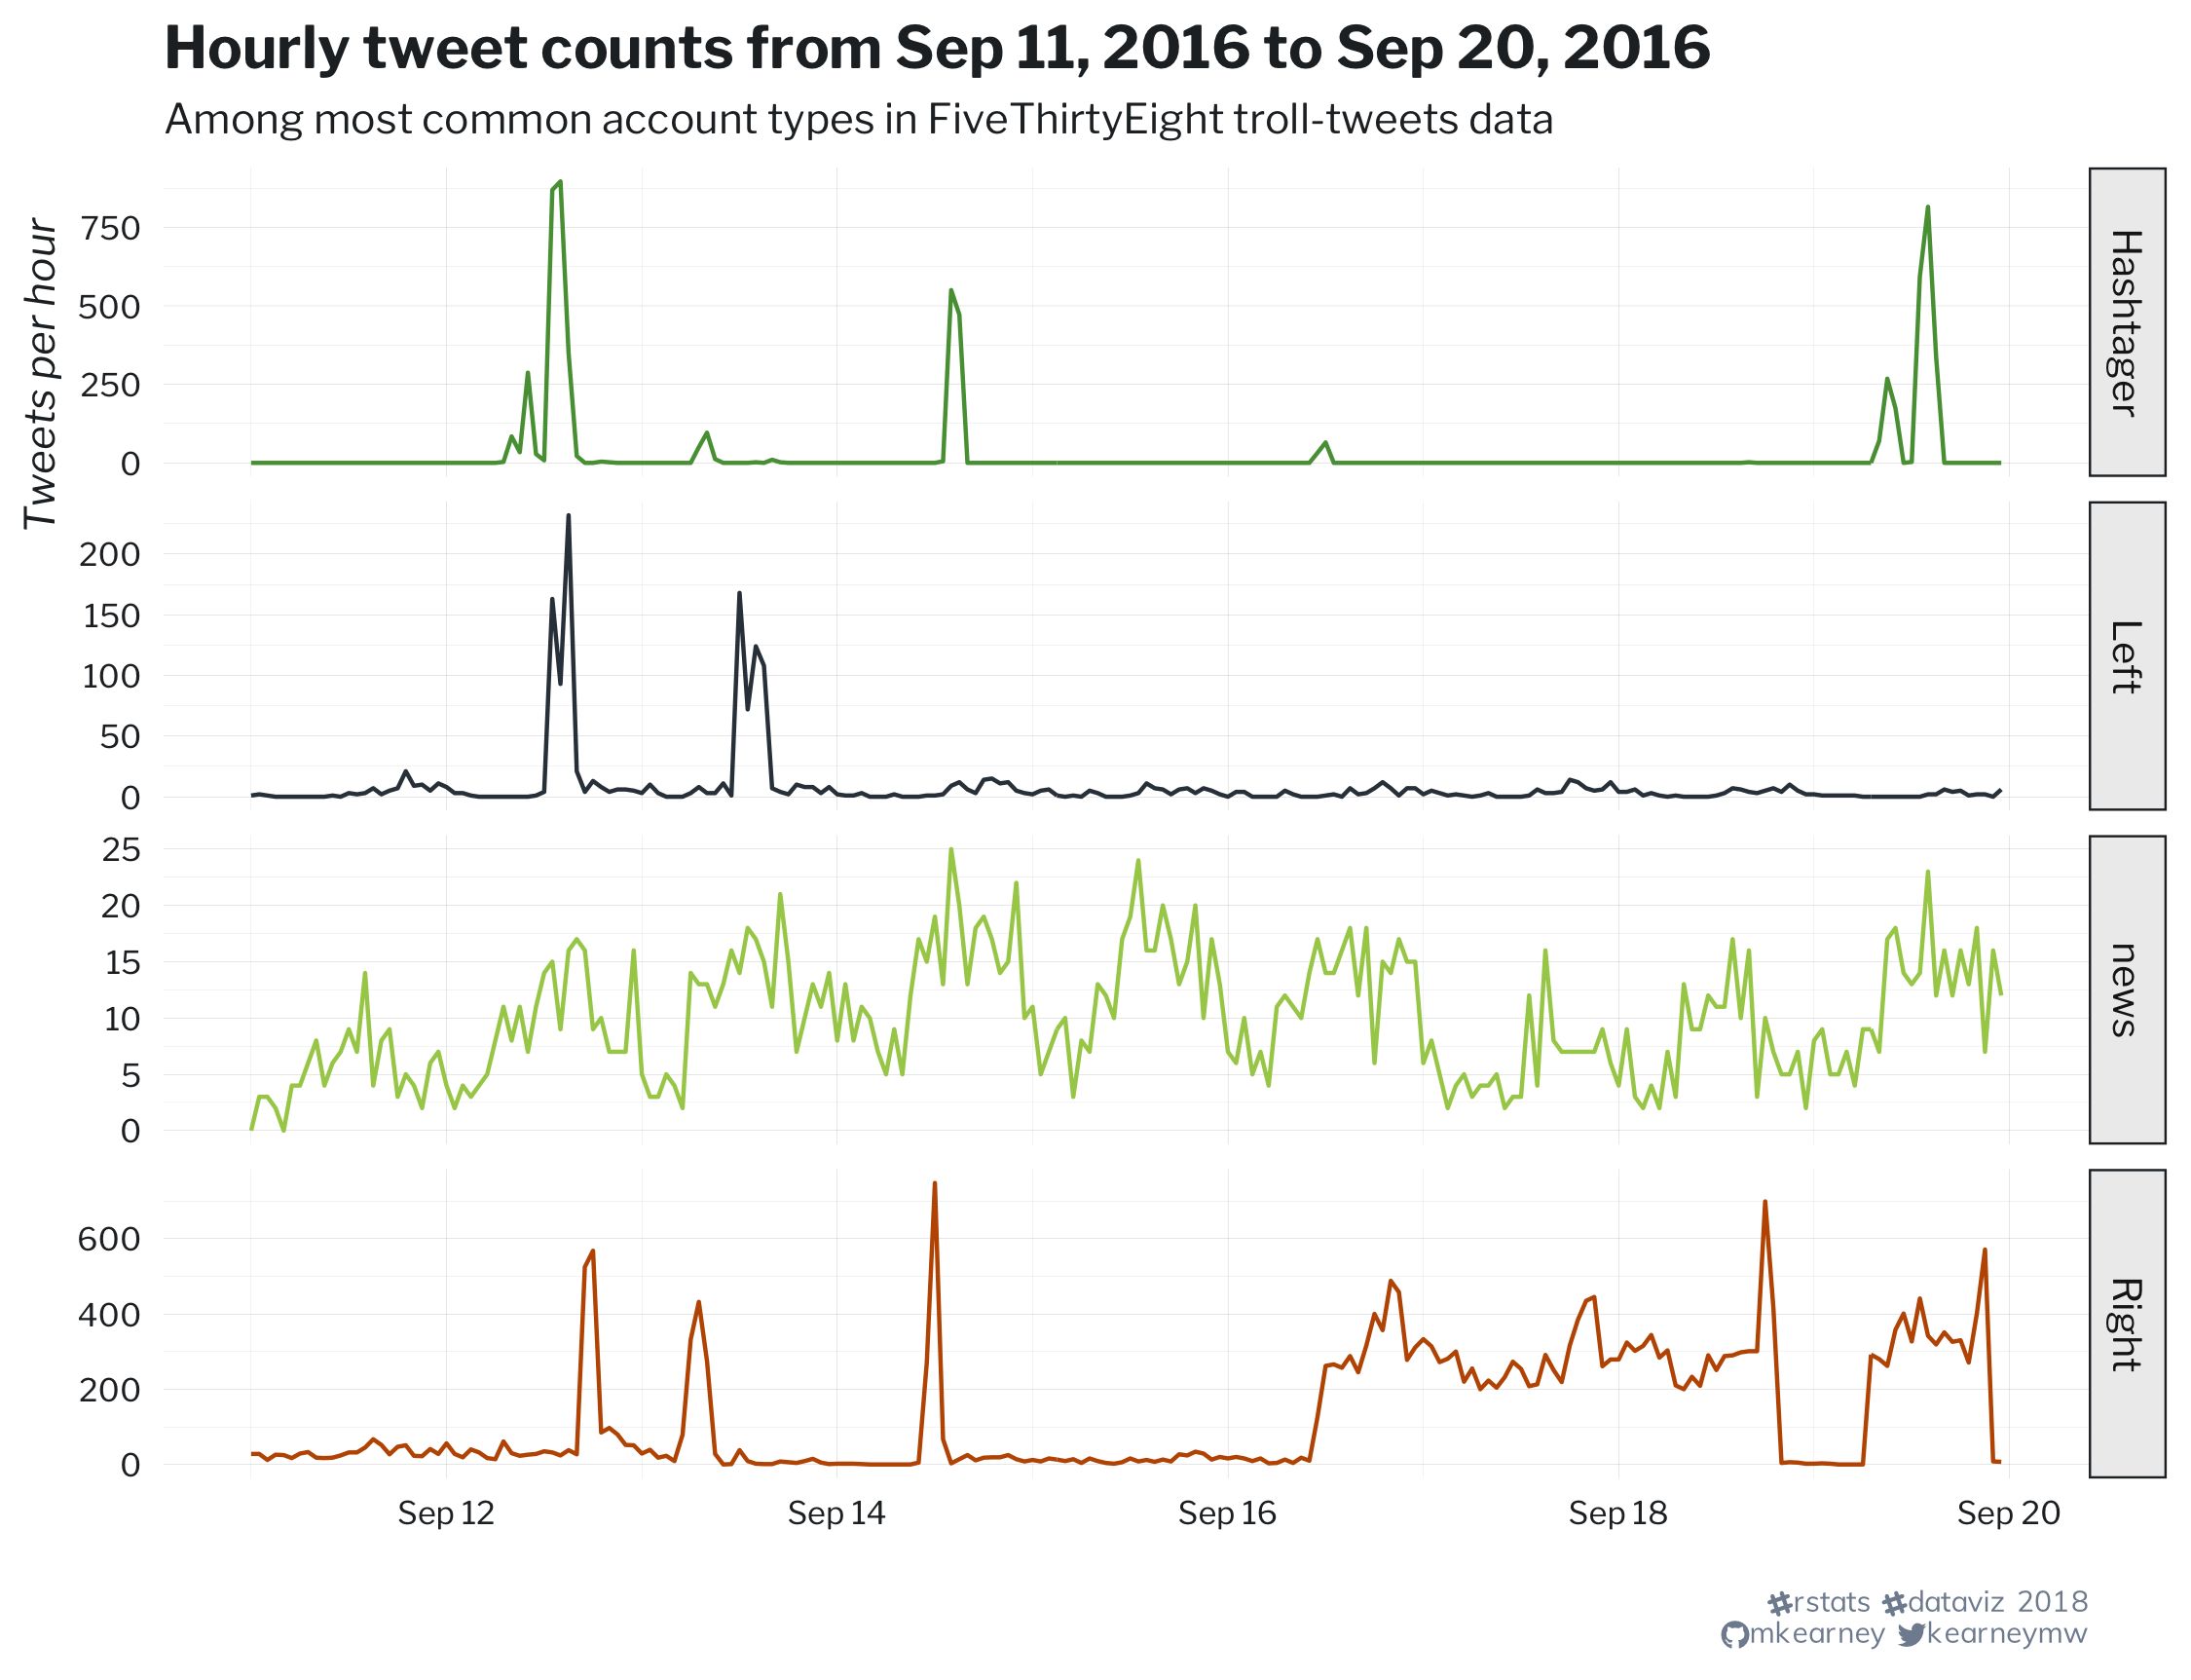 Hourly tweet counts from Sep 11, 2016 to Sep 20, 2016
Among most common account types in FiveThirtyEight troll-tweets data
Tweets per hour
750
500
250
0
Hashtager
200
150
100
50
0
Left
25
20
15
10
5
0
news
600
400
200
0
Right
Sep 12
Sep 14
Sep 16
Sep 18
Sep 20
#rstats #dataviz 2018
mkearney kearneymw